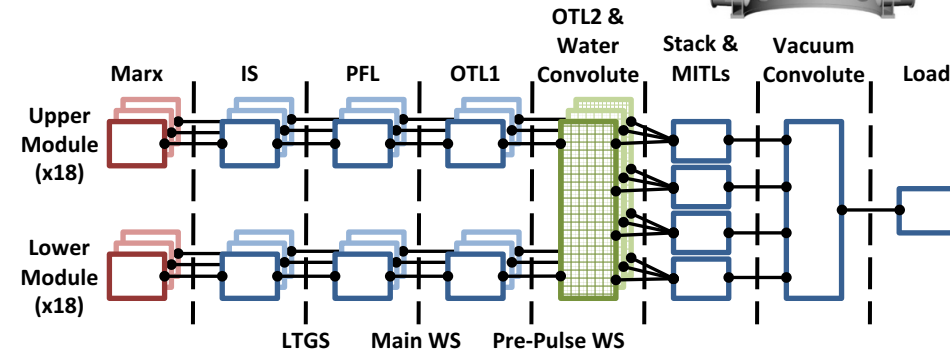 OTL2 &
Water
Convolute
Stack &
MITLs
Vacuum
Convolute
Marx
IS
PFL
OTL1
Load
Upper
Module
(x18)
Lower
Module
(x18)
LTGS
Main WS
Pre-Pulse WS